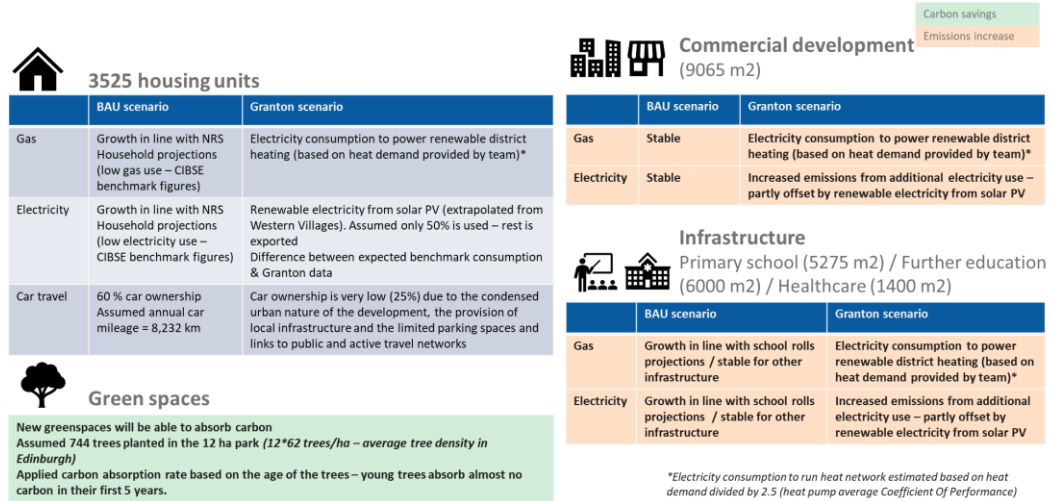 Carbon savings
Emissions increase
3525 housing units
BAU scenario
Granton scenario
Gas
Growth in line with NRS
Household projections
(low gas use – CIBSE
benchmark figures)
Electricity consumption to power renewable district
heating (based on heat demand provided by team)*
Electricity
Growth in line with NRS
Household projections
(low electricity use –
CIBSE benchmark figures)
Renewable electricity from solar PV (extrapolated from
Western Villages). Assumed only 50% is used – rest is
exported
Difference between expected benchmark consumption
& Granton data
Car travel
60 % car ownership
Assumed annual car
mileage = 8,232 km
Car ownership is very low (25%) due to the condensed
urban nature of the development, the provision of
local infrastructure and the limited parking spaces and
links to public and active travel networks
Green spaces
New greenspaces will be able to absorb carbon
Assumed 744 trees planted in the 12 ha park (12*62 trees/ha – average tree density in
Edinburgh)
Applied carbon absorption rate based on the age of the trees – young trees absorb almost no
carbon in their first 5 years.
Commercial development
(9065 m2)
BAU scenario
Granton scenario
Gas
Stable
Electricity consumption to power renewable district
heating (based on heat demand provided by team)*
Electricity
Stable
Increased emissions from additional electricity use –
partly offset by renewable electricity from solar PV
Infrastructure
Primary school (5275 m2) / Further education
(6000 m2) / Healthcare (1400 m2)
BAU scenario
Granton scenario
Gas
Growth in line with school rolls
projections / stable for other
infrastructure
Electricity consumption to power
renewable district heating (based on
heat demand provided by team)*
Electricity
Growth in line with school rolls
projections / stable for other
infrastructure
Increased emissions from additional
electricity use – partly offset by
renewable electricity from solar PV
*Electricity consumption to run heat network estimated based on heat
demand divided by 2.5 (heat pump average Coefficient Of Performance)